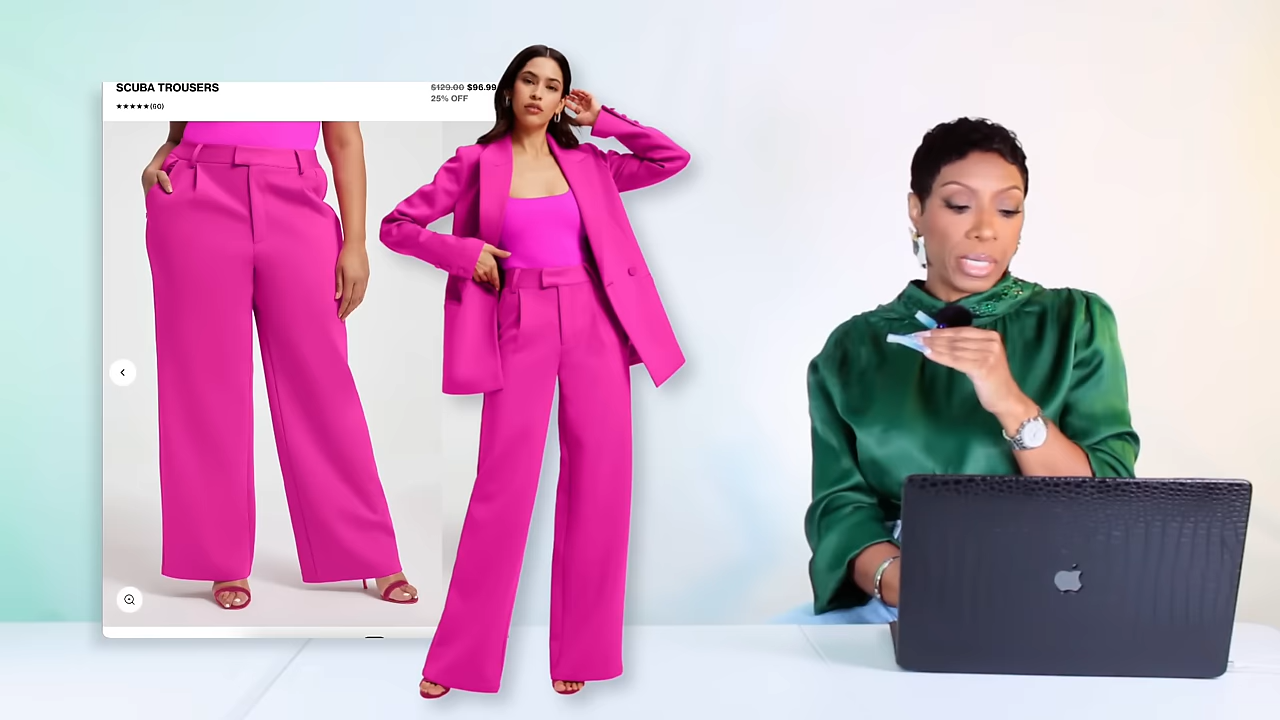 SCUBA TROUSERS
$129.00 $96.99
★★★★★(60)
25% OFF